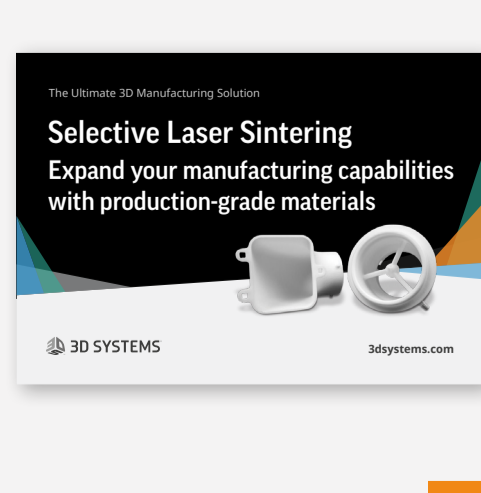 The Ultimate 3D Manufacturing Solution
Selective Laser Sintering
Expand your manufacturing capabilities
with production-grade materials
3D SYSTEMS
3dsystems.com